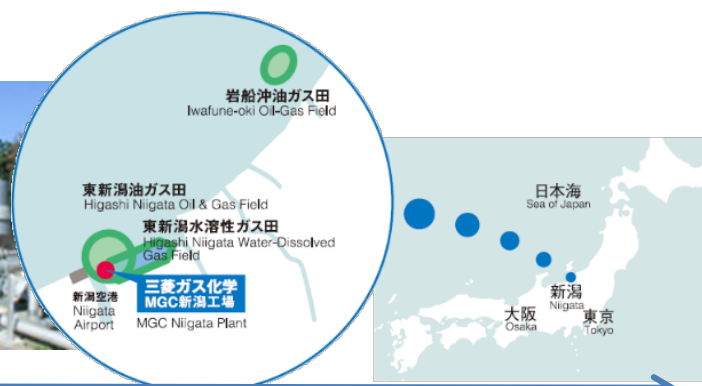 岩船沖油ガス田
Iwafune-oki Oil-Gas Field
東新潟油ガス田
Higashi Niigata Oil & Gas Field
東新潟水溶性ガス田
Higashi Niigata Water-Dissolved
Gas Field
三菱ガス化学
MGC新潟工場
MGC Niigata Plant
新潟空港
Niigata
Airport
日本海
Sea of Japan
新潟
Niigata
大阪
Osaka
東京
Tokyo